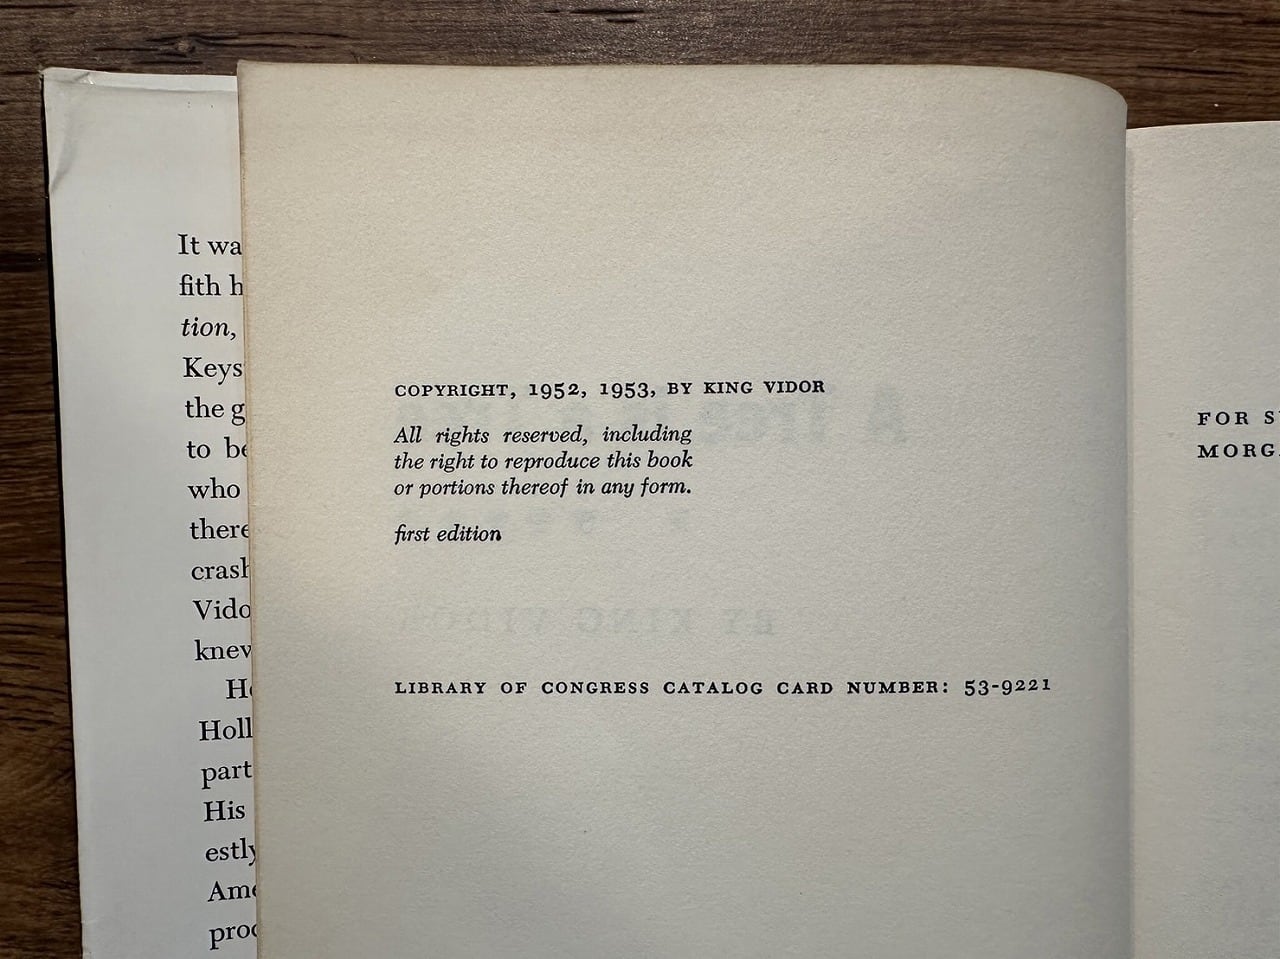 It wa
fith h
tion,
Keys
the g
to be
who
there
crash
Vido
knew
He
Holl
part
His
estly
Ame
proc
COPYRIGHT, 1952, 1953, BY KING VIDOR
All rights reserved, including
the right to reproduce this book
or portions thereof in any form.
first edition
LIBRARY OF CONGRESS CATALOG CARD NUMBER: 53-9221
FOR S
MORG